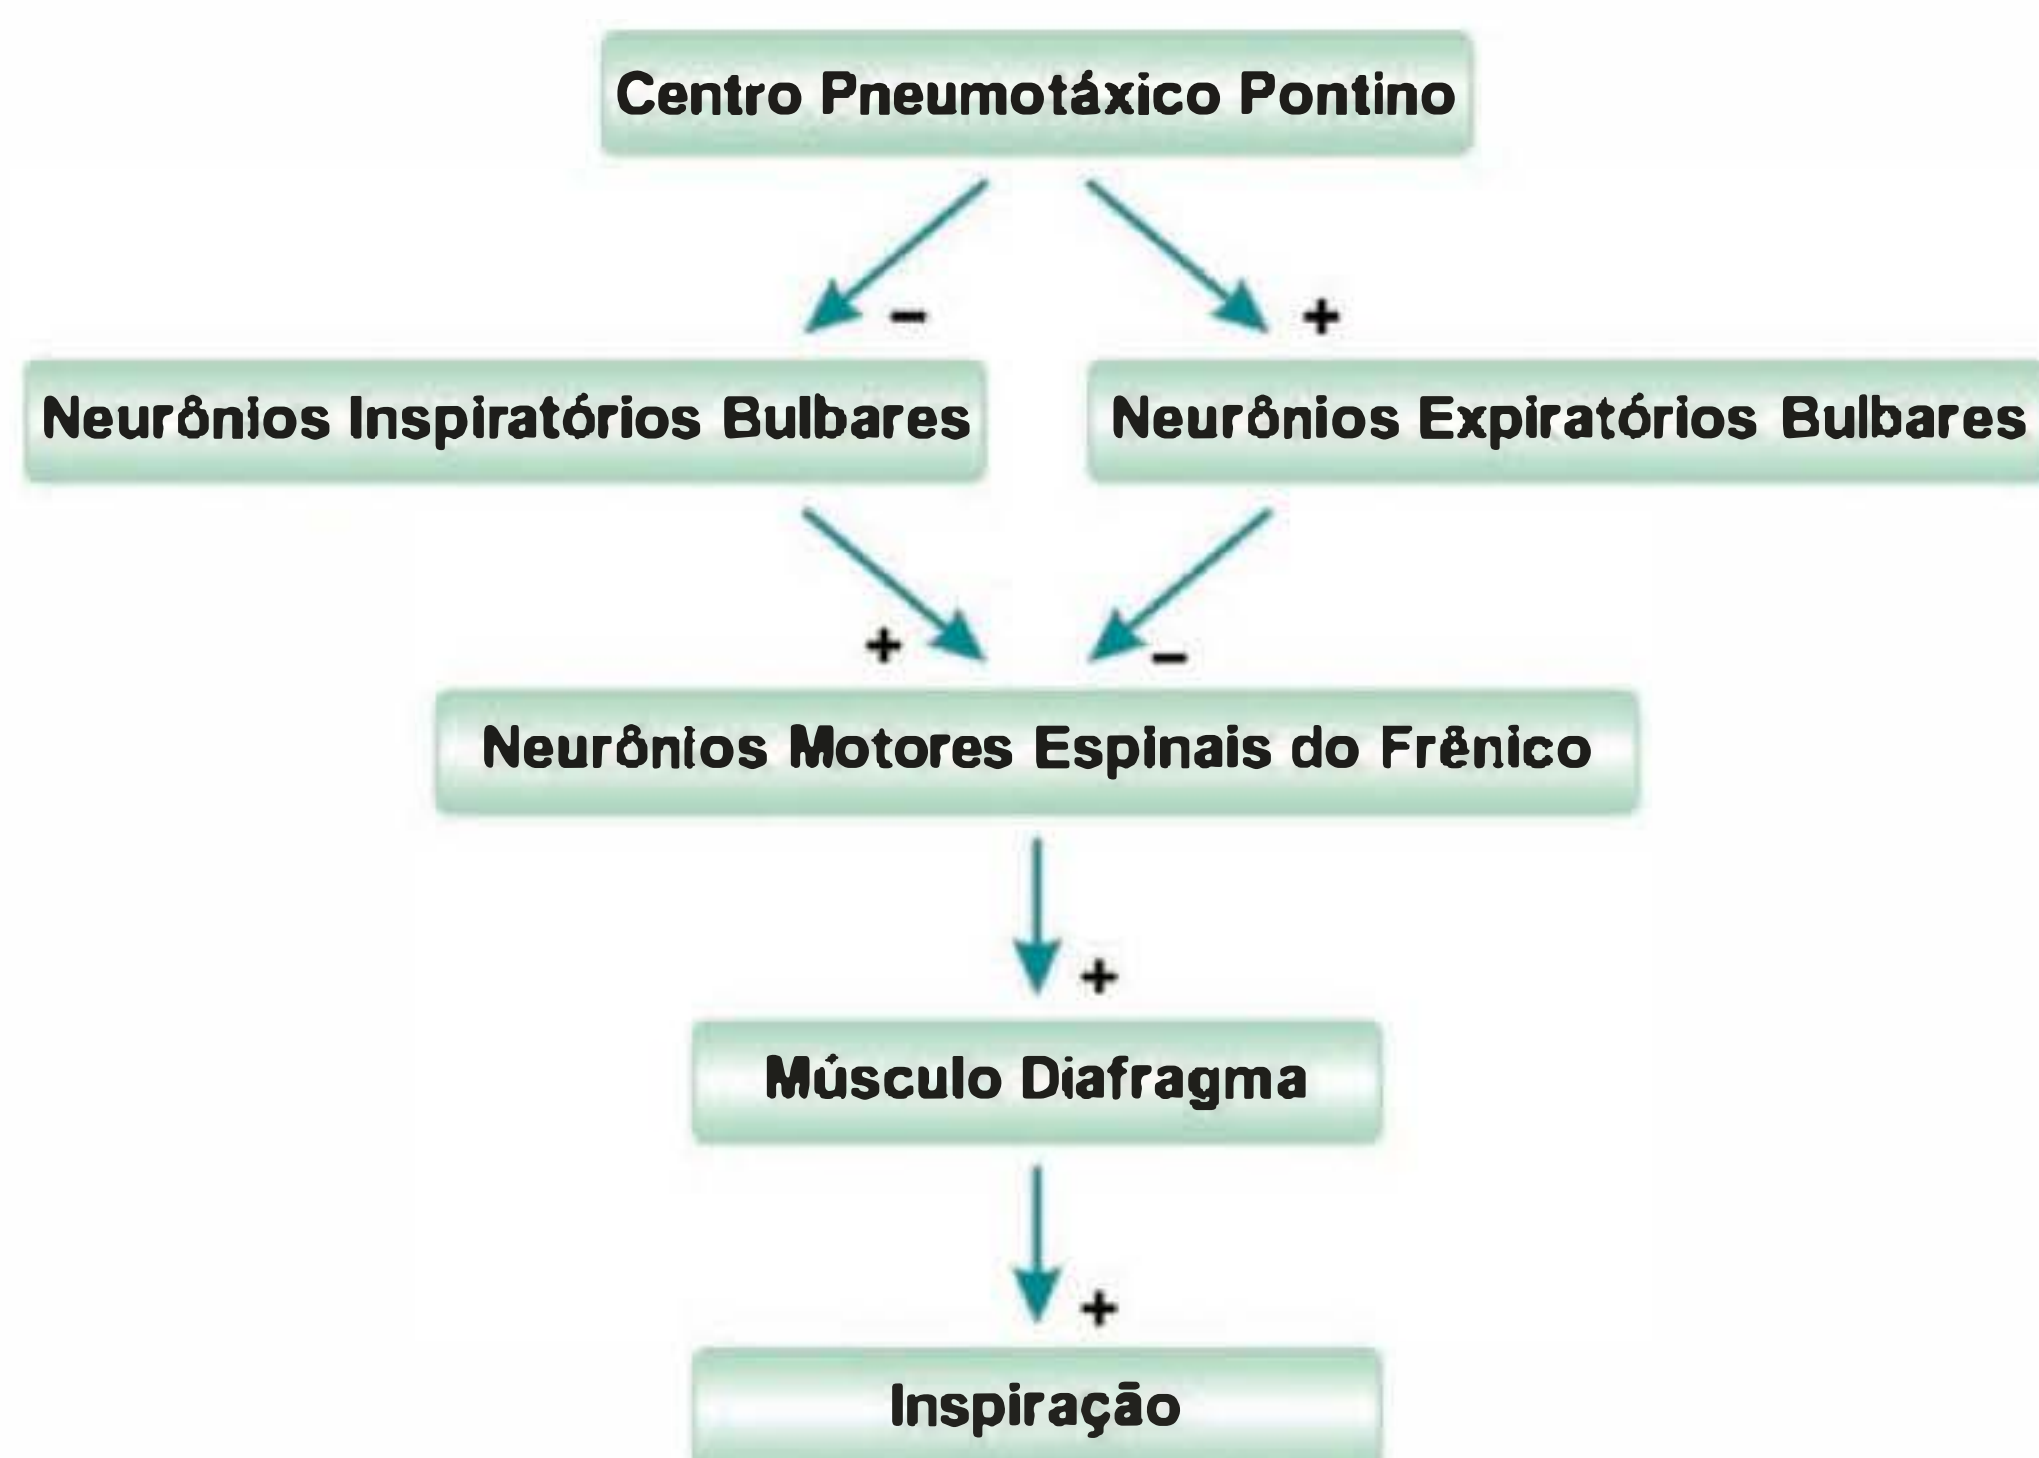 Centro Pneumotáxico Pontino
−
+
Neurônios Inspiratórios Bulbares
Neurônios Expiratórios Bulbares
+
−
Neurônios Motores Espinais do Frênico
+
Músculo Diafragma
+
Inspiração